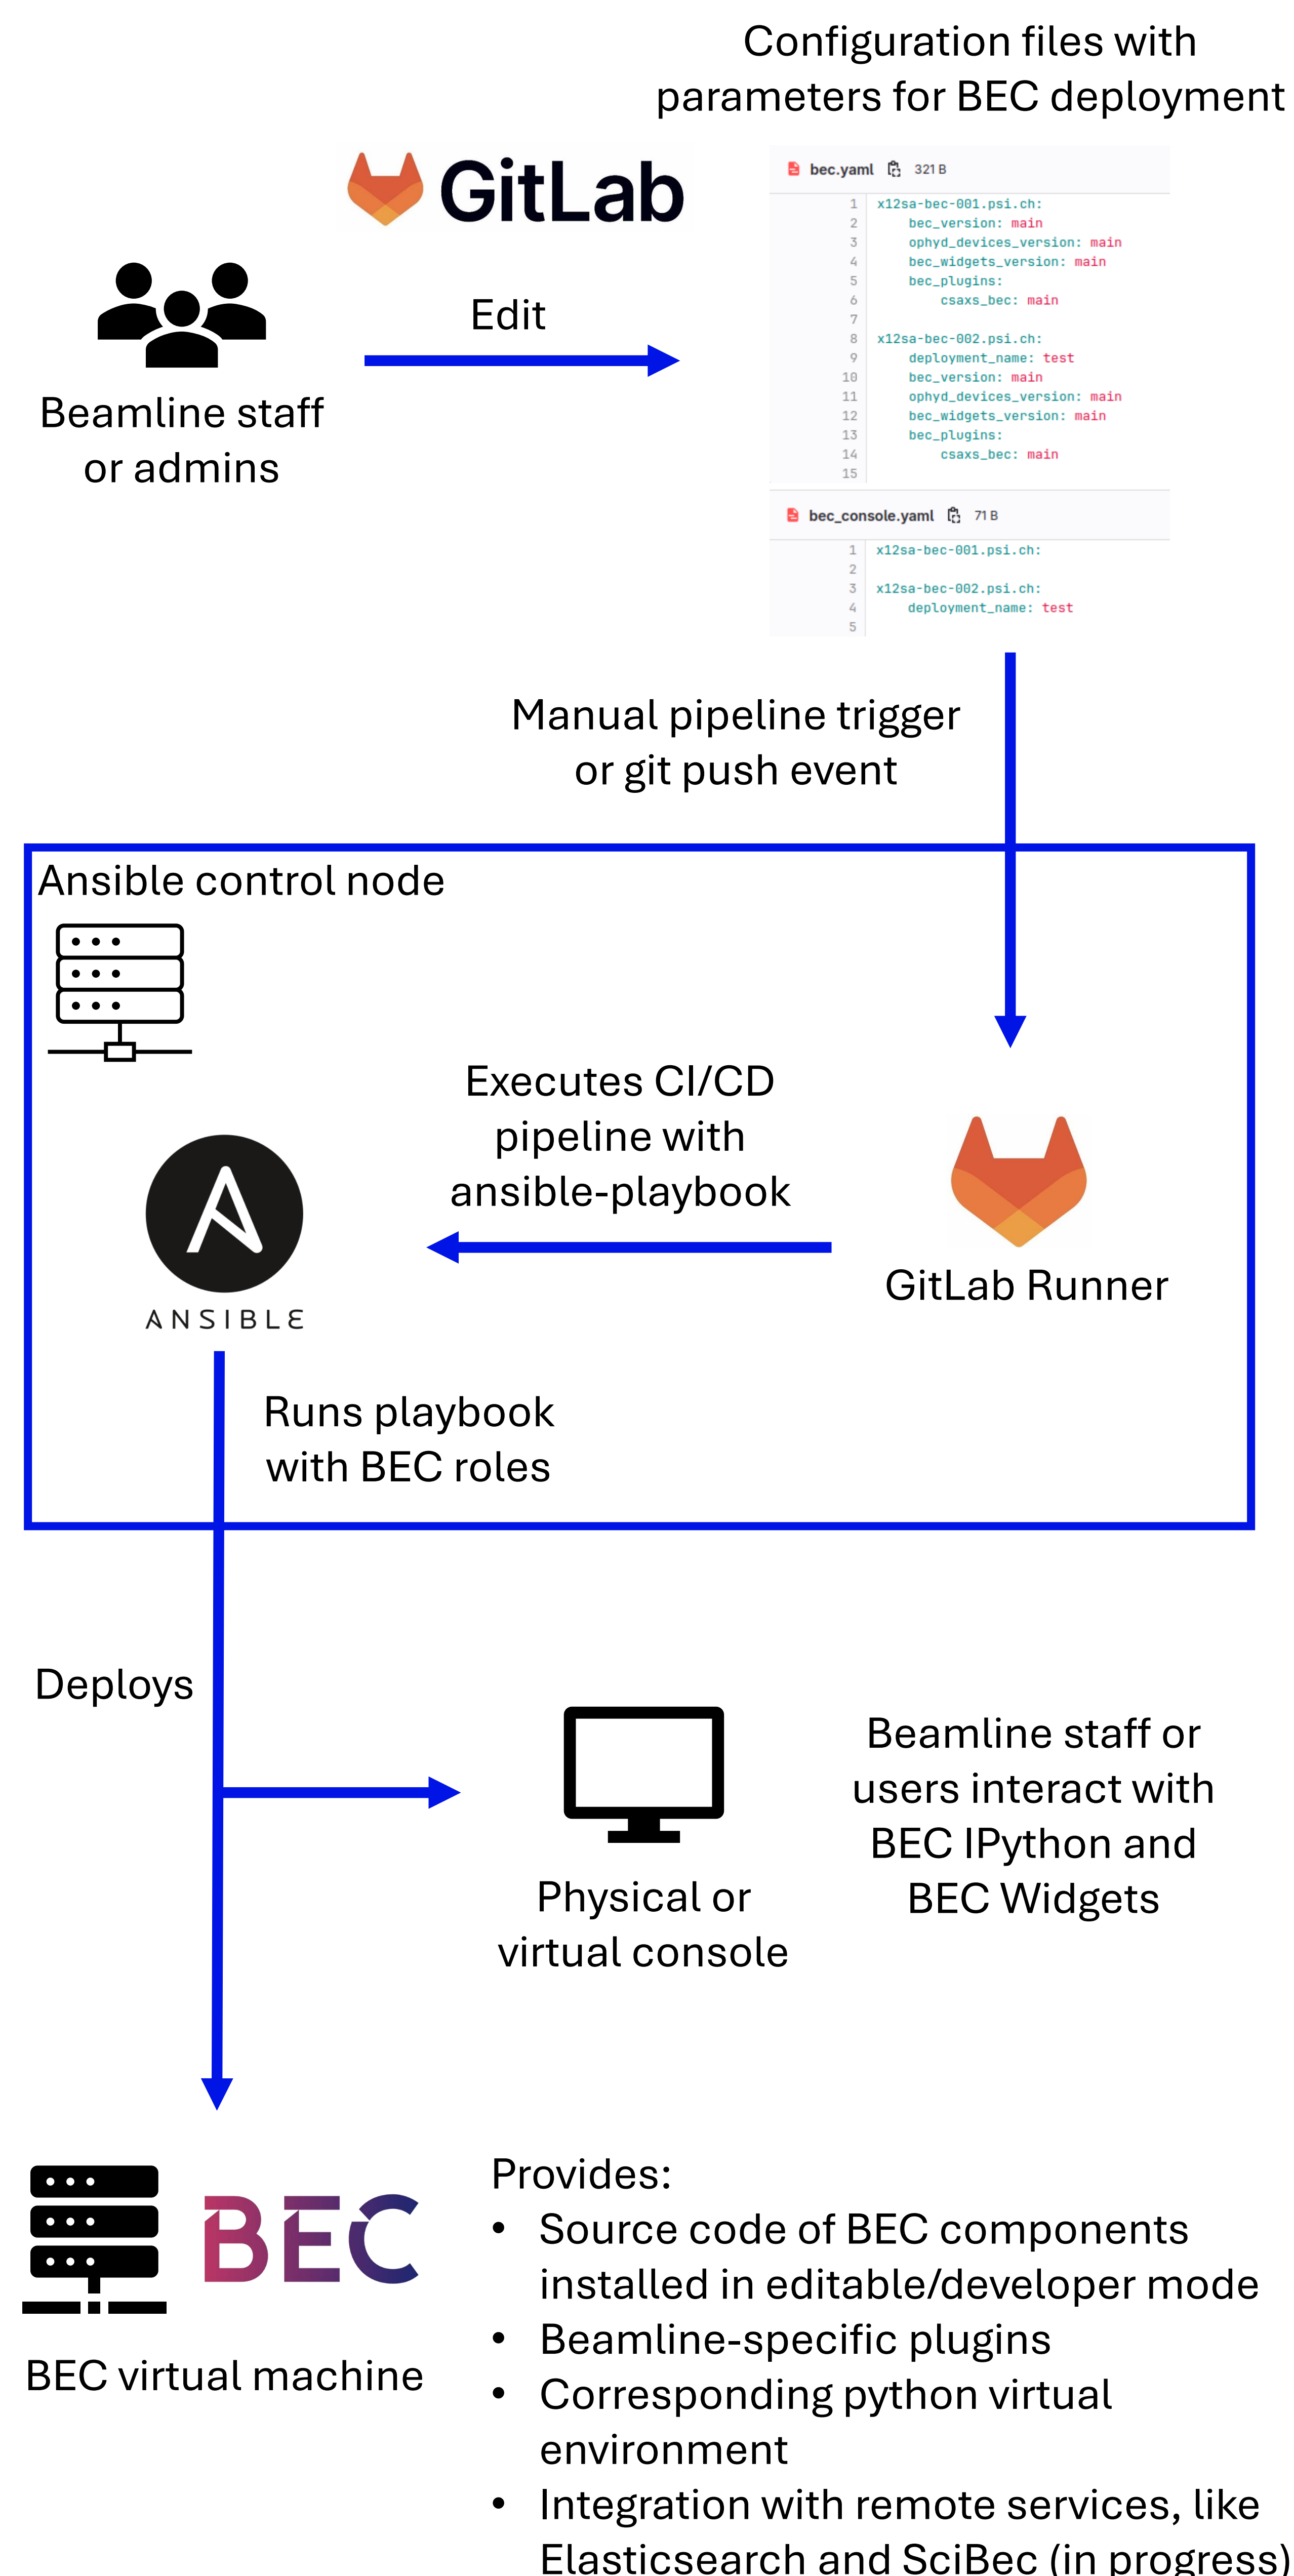 Configuration files with
parameters for BEC deployment
GitLab
bec.yaml 321 B
1 x12sa-bec-001.psi.ch:
2 bec_version: main
3 ophyd_devices_version: main
4 bec_widgets_version: main
5 bec_plugins:
6 csaxs_bec: main
7
8 x12sa-bec-002.psi.ch:
9 deployment_name: test
10 bec_version: main
11 ophyd_devices_version: main
12 bec_widgets_version: main
13 bec_plugins:
14 csaxs_bec: main
15
Edit
Beamline staff
or admins
bec_console.yaml 71 B
1 x12sa-bec-001.psi.ch:
2
3 x12sa-bec-002.psi.ch:
4 deployment_name: test
5
Manual pipeline trigger
or git push event
Ansible control node
Executes CI/CD
pipeline with
ansible-playbook
GitLab Runner
ANSIBLE
Runs playbook
with BEC roles
Deploys
Physical or
virtual console
Beamline staff or
users interact with
BEC IPython and
BEC Widgets
BEC
BEC virtual machine
Provides:
• Source code of BEC components
installed in editable/developer mode
• Beamline-specific plugins
• Corresponding python virtual
environment
• Integration with remote services, like
Elasticsearch and SciBec (in progress)